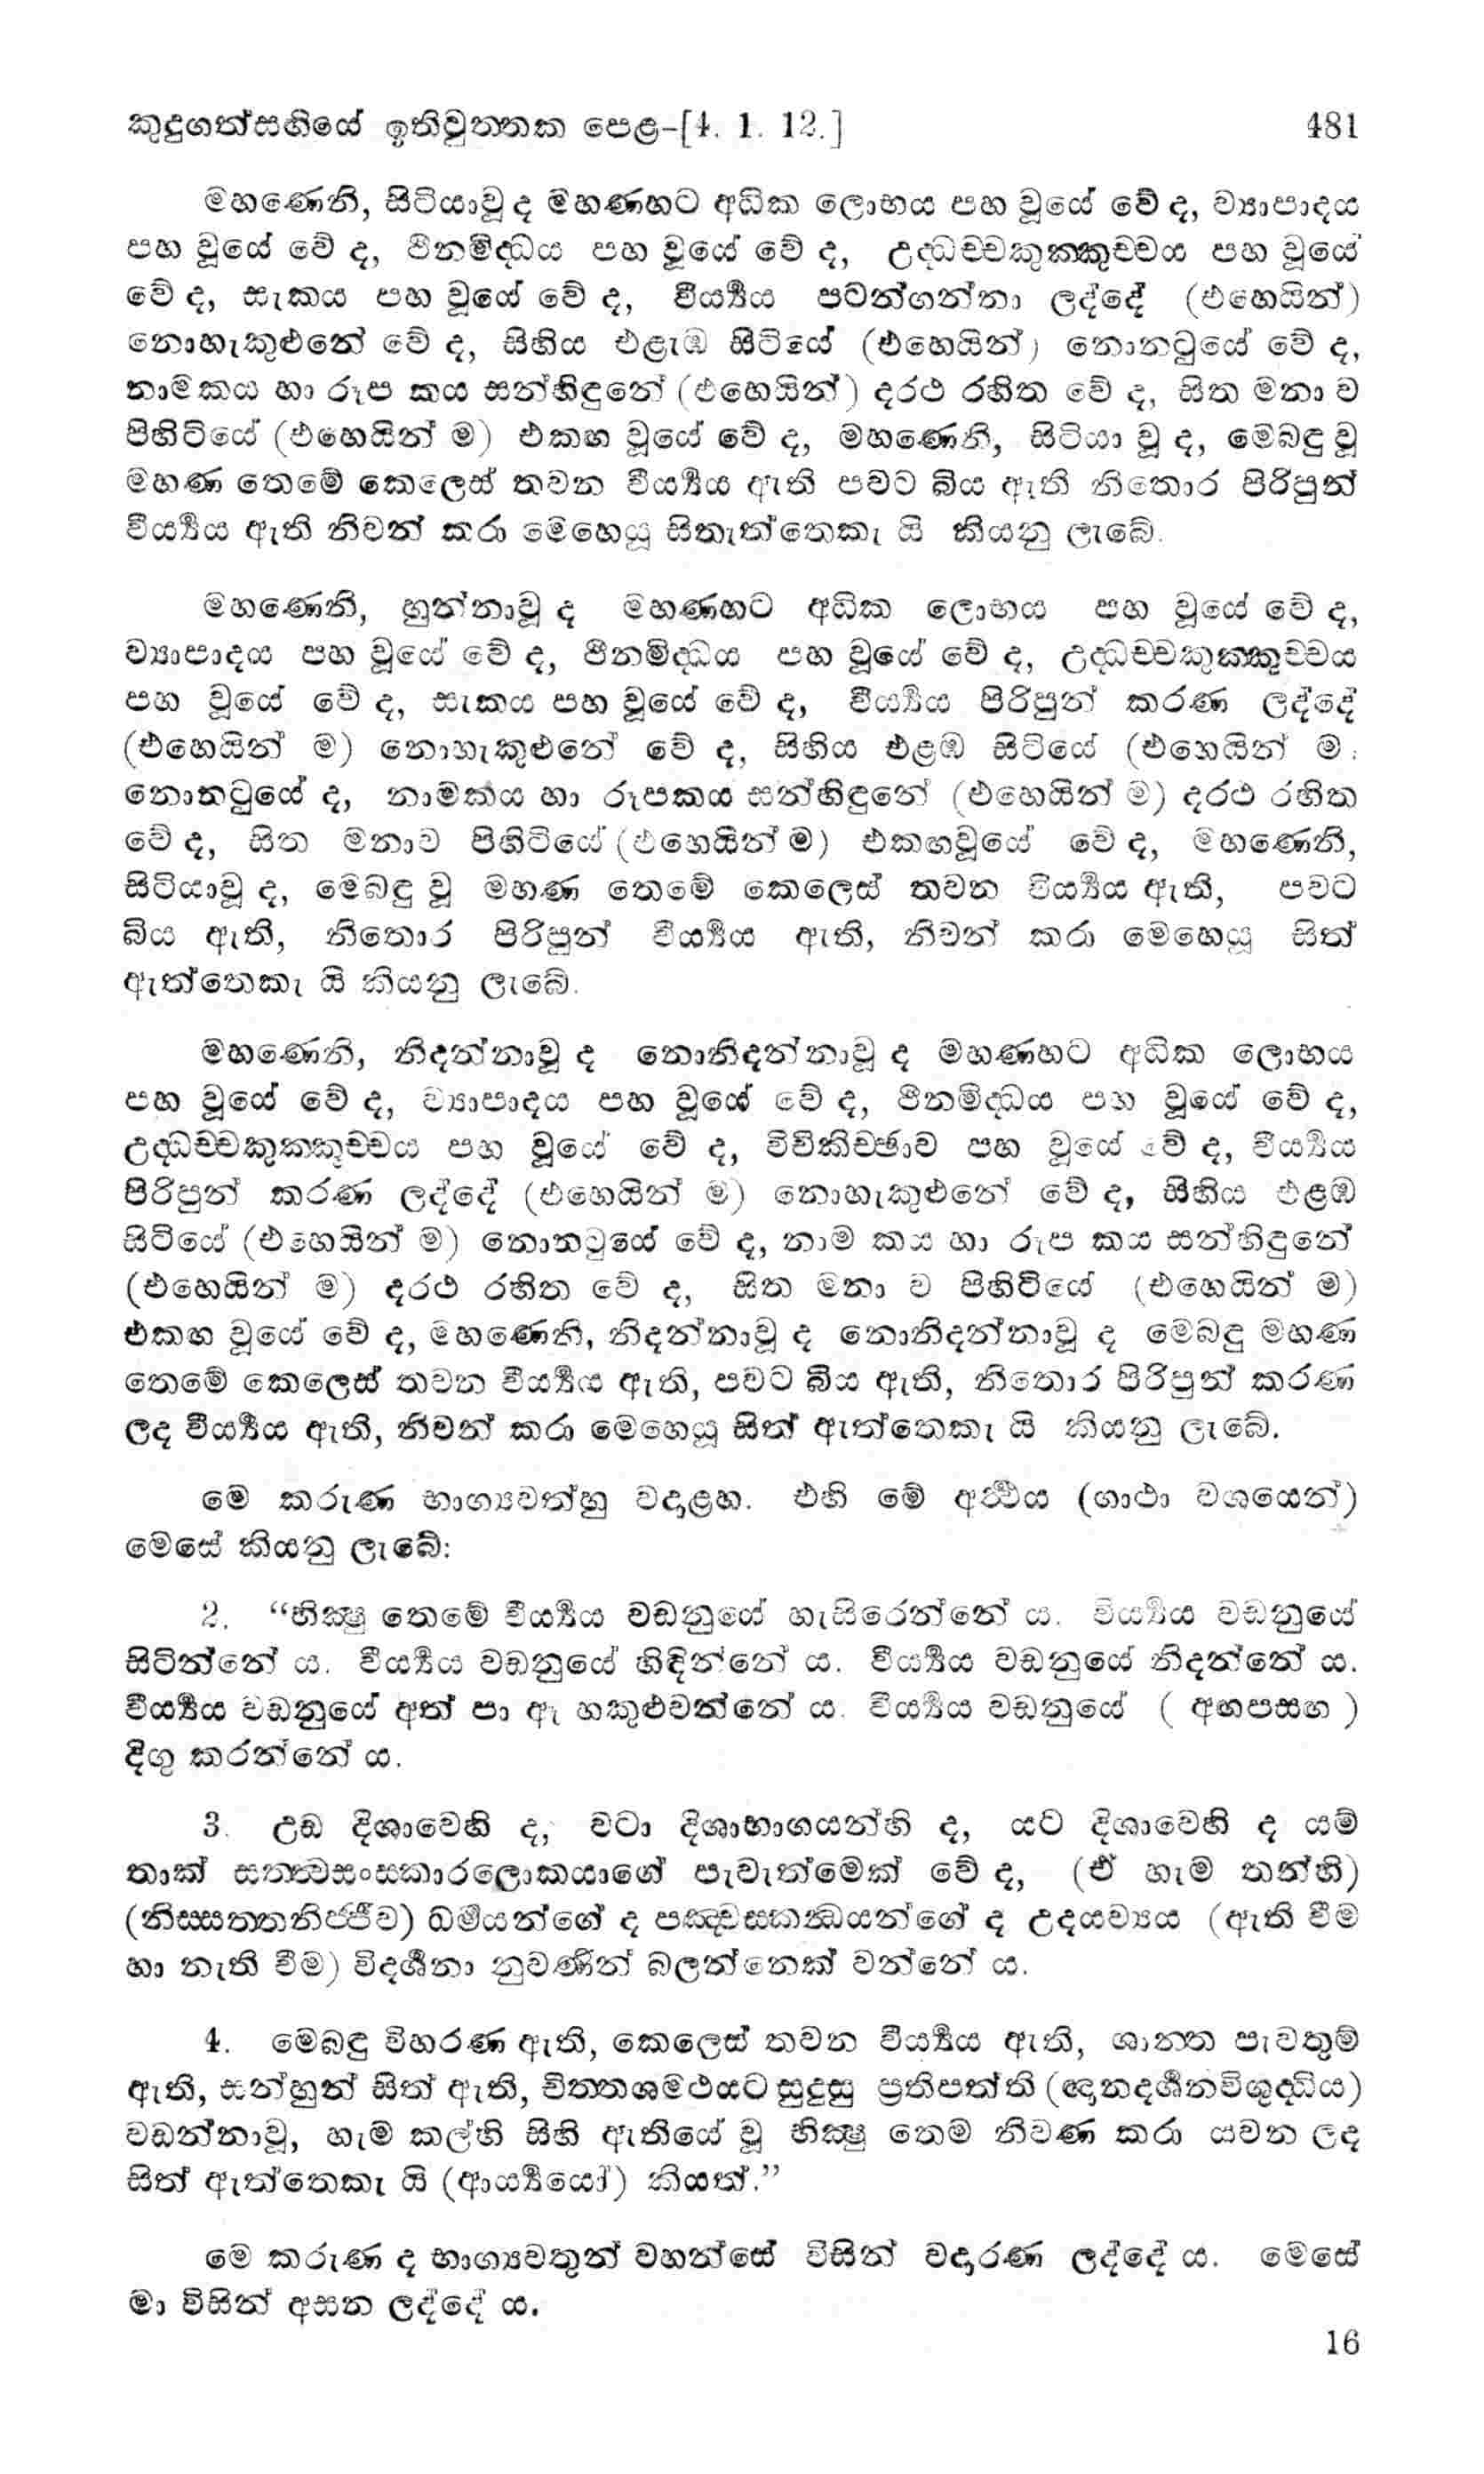 කුදුගත්සඟියේ ඉතිවුත්තක පෙළ-[4. 1. 12.] 481
මහණෙනි, සිටියාවූ ද මහණහට අධික ලොභය පහ වූයේ වේ ද, ව්‍යාපාදය
පහ වූයේ වේ ද, ථීනමිද්ධය පහ වූයේ වේ ද, උද්ධච්චකුක්කුච්චය පහ වූයේ
වේ ද, සැකය පහ වූයේ වේ ද, වීර්‍ය්‍යය පටන්ගන්නා ලද්දේ (එහෙයින්)
නොහැකුළුනේ වේ ද, සිහිය එළැඹ සිටියේ (එහෙයින්) නොනටුයේ වේ ද,
නාමකය හා රූප කය සන්හිඳුනේ (එහෙයින්) දරථ රහිත වේ ද, සිත මනා ව
පිහිටියේ (එහෙයින් ම) එකඟ වූයේ වේ ද, මහණෙනි, සිටියා වූ ද, මෙබඳු වූ
මහණ තෙමේ කෙලෙස් තවන වීර්‍ය්‍යය ඇති පවට බිය ඇති නිතොර පිරිපුන්
වීර්‍ය්‍යය ඇති නිවන් කරා මෙහෙයූ සිතැත්තෙකැ යි කියනු ලැබේ.
මහණෙනි, හුන්නාවූ ද මහණහට අධික ලොභය පහ වූයේ වේ ද,
ව්‍යාපාදය පහ වූයේ වේ ද, ථීනමිද්ධය පහ වූයේ වේ ද, උද්ධච්චකුක්කුච්චය
පහ වූයේ වේ ද, සැකය පහ වූයේ වේ ද, වීර්‍ය්‍යය පිරිපුන් කරණ ලද්දේ
(එහෙයින් ම) නොහැකුළුනේ වේ ද, සිහිය එළඹ සිටියේ (එහෙයින් ම)
නොනටුයේ ද, නාමකය හා රූපකය සන්හිඳුනේ (එහෙයින් ම) දරථ රහිත
වේ ද, සිත මනාව පිහිටියේ (එහෙයින් ම) එකඟවූයේ වේ ද, මහණෙනි,
සිටියාවූ ද, මෙබඳු වූ මහණ තෙමේ කෙලෙස් තවන වීර්‍ය්‍යය ඇති, පවට
බිය ඇති, නිතොර පිරිපුන් වීර්‍ය්‍යය ඇති, නිවන් කරා මෙහෙයූ සිත්
ඇත්තෙකැ යි කියනු ලැබේ.
මහණෙනි, නිදන්නාවූ ද නොනිදන්නාවූ ද මහණහට අධික ලොභය
පහ වූයේ වේ ද, ව්‍යාපාදය පහ වූයේ වේ ද, ථීනමිද්ධය පහ වූයේ වේ ද,
උද්ධච්චකුක්කුච්චය පහ වූයේ වේ ද, විචිකිච්ඡාව පහ වූයේ වේ ද, වීර්‍ය්‍යය
පිරිපුන් කරණ ලද්දේ (එහෙයින් ම) නොහැකුළුනේ වේ ද, සිහිය එළඹ
සිටියේ (එහෙයින් ම) නොනටුයේ වේ ද, නාම කය හා රූප කය සන්හිඳුනේ
(එහෙයින් ම) දරථ රහිත වේ ද, සිත මනා ව පිහිටියේ (එහෙයින් ම)
එකඟ වූයේ වේ ද, මහණෙනි, නිදන්නාවූ ද නොනිදන්නාවූ ද මෙබඳු මහණ
තෙමේ කෙලෙස් තවන වීර්‍ය්‍යය ඇති, පවට බිය ඇති, නිතොර පිරිපුන් කරණ
ලද වීර්‍ය්‍යය ඇති, නිවන් කරා මෙහෙයූ සිත් ඇත්තෙකැ යි කියනු ලැබේ.
මෙ කරුණ භාග්‍යවත්හු වදාළහ. එහි මේ අර්‍ථය (ගාථා වශයෙන්)
මෙසේ කියනු ලැබේ:
2. “භික්‍ෂු තෙමේ වීර්‍ය්‍යය වඩනුයේ හැසිරෙන්නේ ය. වීර්‍ය්‍යය වඩනුයේ
සිටින්නේ ය. වීර්‍ය්‍යය වඩනුයේ හිඳින්නේ ය. වීර්‍ය්‍යය වඩනුයේ නිදන්නේ ය.
වීර්‍ය්‍යය වඩනුයේ අත් පා ඈ හකුළුවන්නේ ය. වීර්‍ය්‍යය වඩනුයේ ( අඟපසඟ )
දිගු කරන්නේ ය.
3. උඩ දිශාවෙහි ද, වටා දිශාභාගයන්හි ද, යට දිශාවෙහි ද යම්
තාක් සත්ත්‍වසංස්කාරලොකයාගේ පැවැත්මෙක් වේ ද, (ඒ හැම තන්හි)
(නිස්සත්තනිජ්ජීව) ධර්‍මයන්ගේ ද පඤ්චස්කන්ධයන්ගේ ද උදයව්‍යය (ඇති වීම
හා නැති වීම) විදර්‍ශනා නුවණින් බලන්නෙක් වන්නේ ය.
4. මෙබඳු විහරණ ඇති, කෙලෙස් තවන වීර්‍ය්‍යය ඇති, ශාන්ත පැවතුම්
ඇති, සන්හුන් සිත් ඇති, චිත්තශමථයට සුදුසු ප්‍රතිපත්ති (ඥානදර්‍ශනවිශුද්ධිය)
වඩන්නාවූ, හැම කල්හි සිහි ඇතියේ වූ භික්‍ෂු තෙම නිවණ කරා යවන ලද
සිත් ඇත්තෙකැ යි (ආර්‍ය්‍යයෝ) කියත්.”
මෙ කරුණ ද භාග්‍යවතුන් වහන්සේ විසින් වදාරණ ලද්දේ ය. මෙසේ
මා විසින් අසන ලද්දේ ය.
16